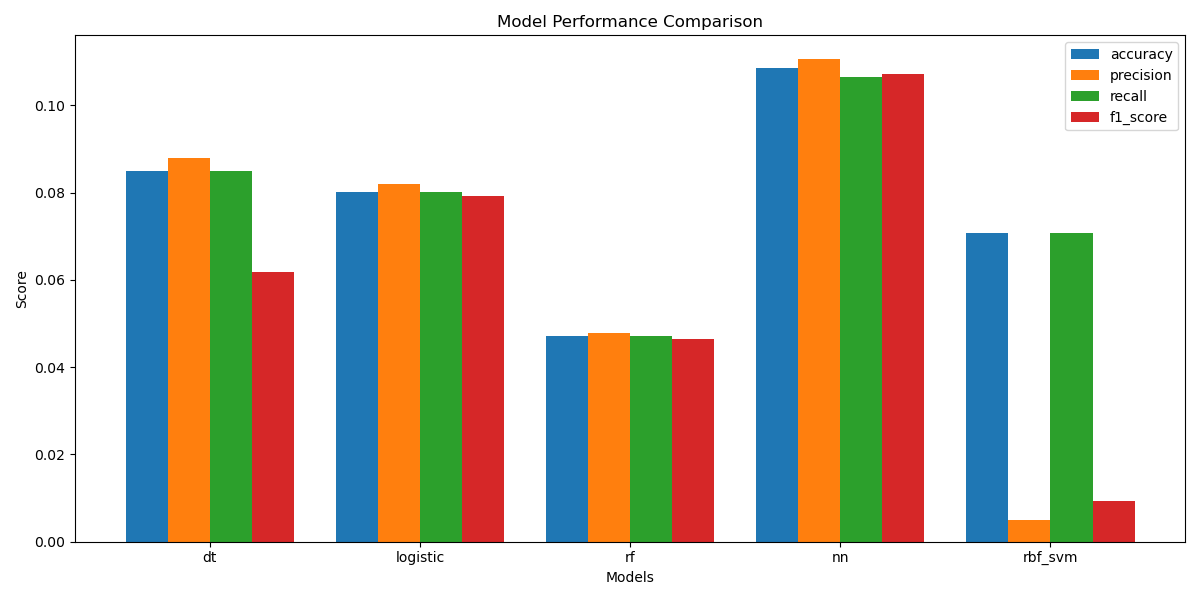 Model Performance Comparison
accuracy
precision
recall
f1_score
Score
0.10
0.08
0.06
0.04
0.02
0.00
dt logistic rf nn rbf_svm
Models